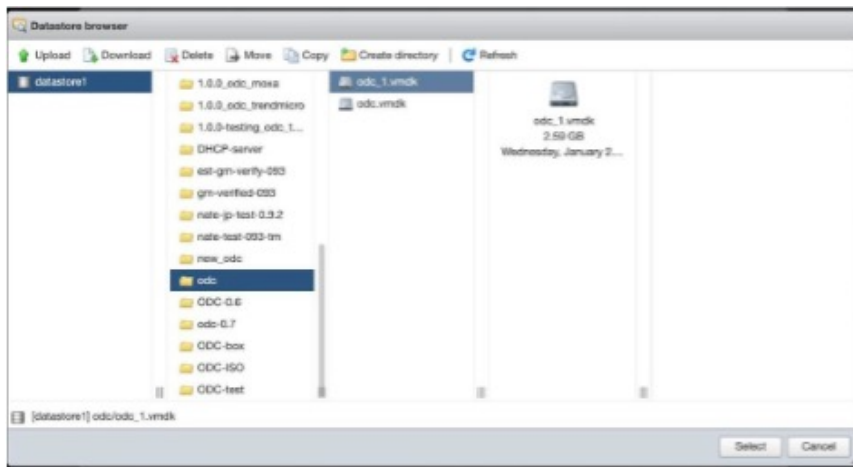 Datastore browser
Upload Download Delete Move Copy Create directory Refresh
datastore1
1.0.0_odc_moxa
1.0.0_odc_trendmicro
1.0.0-testing_odc_t...
DHCP-server
est-gm-verify-093
gm-verified-093
nate-jp-test-0.9.2
nate-test-093-tm
new_odc
odc
ODC-0.6
odc-0.7
ODC-box
ODC-ISO
ODC-test
odc_1.vmdk
odc.vmdk
odc_1.vmdk
2.59 GB
Wednesday, January 2...
[datastore1] odc/odc_1.vmdk
Select Cancel